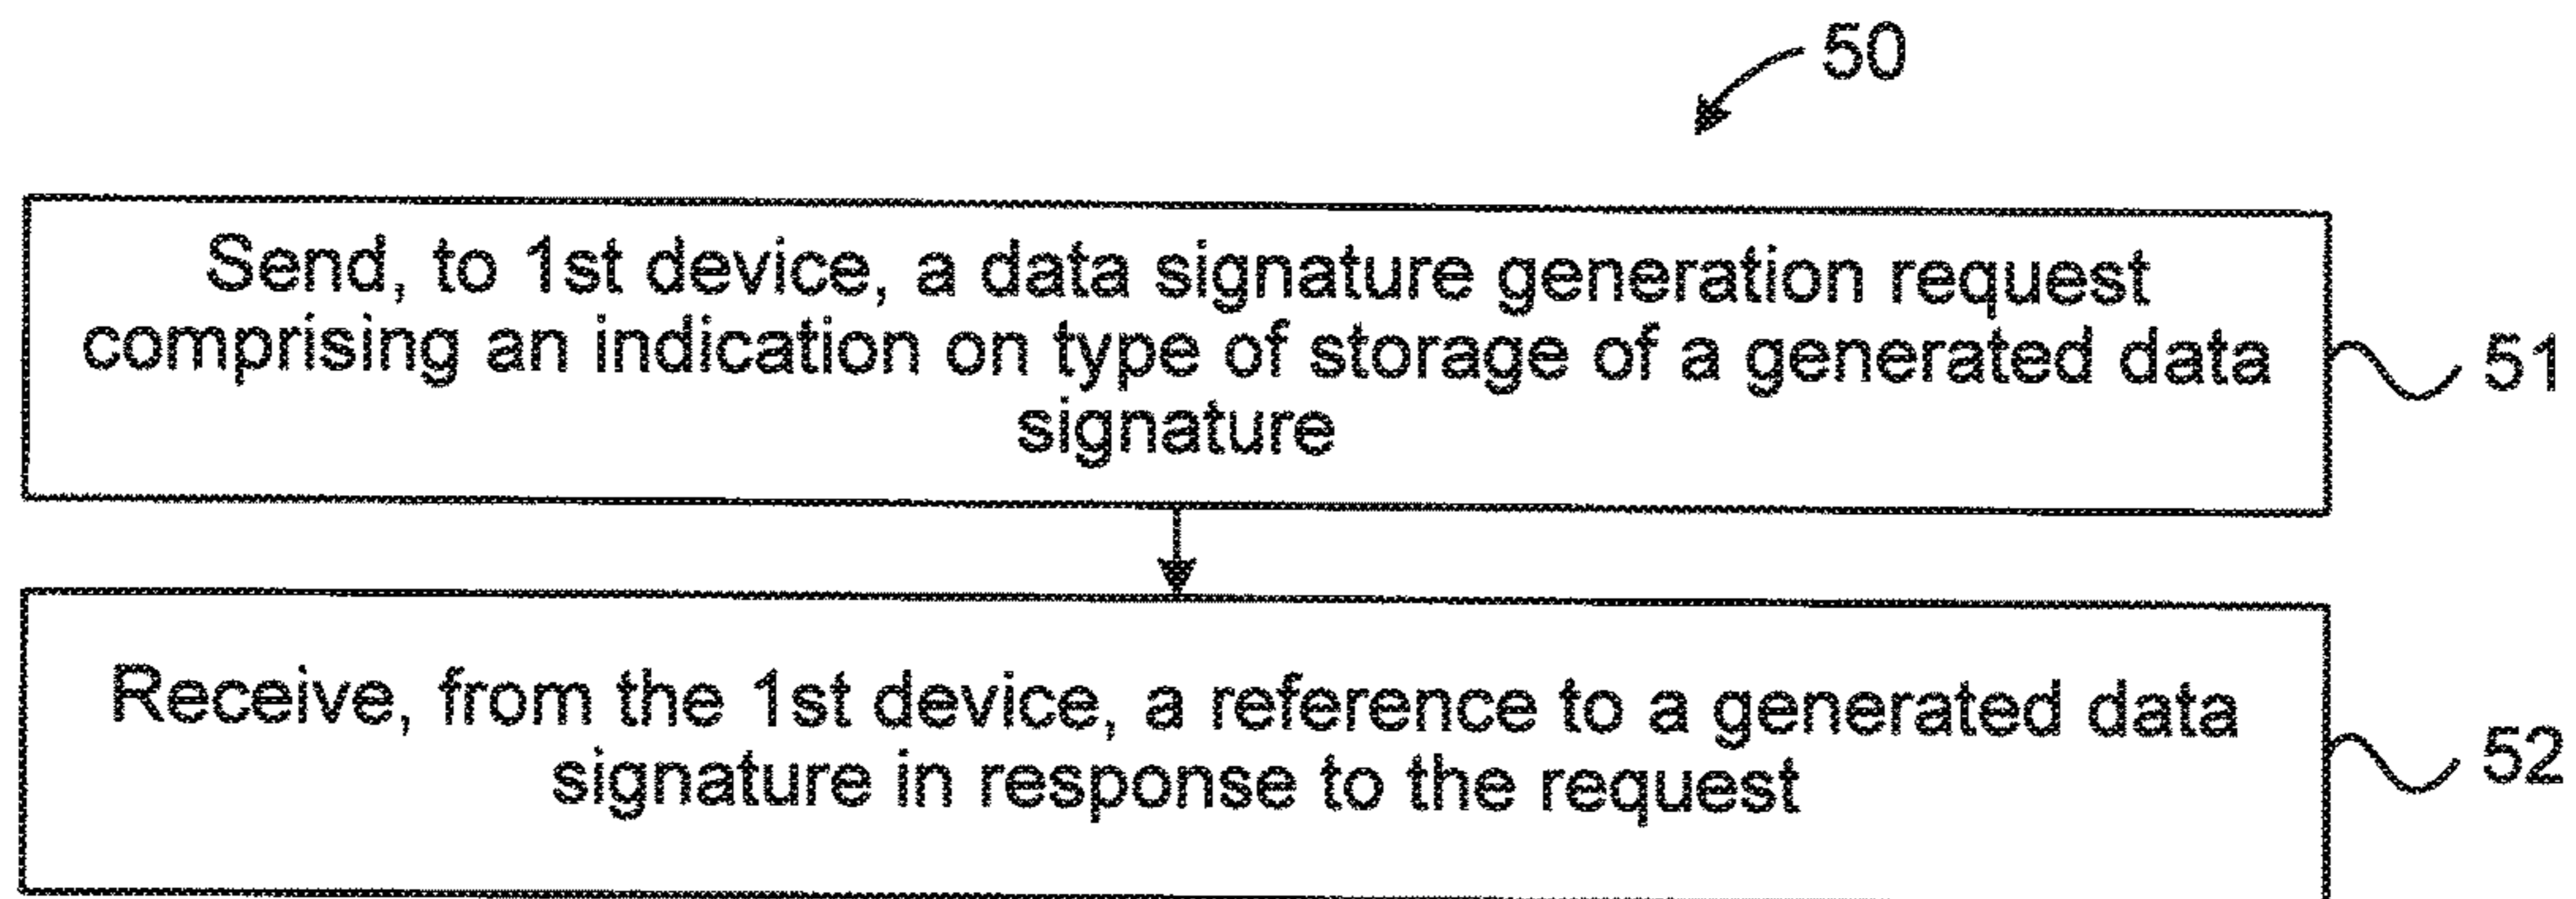 50
Send, to 1st device, a data signature generation request
comprising an indication on type of storage of a generated data
signature
51
Receive, from the 1st device, a reference to a generated data
signature in response to the request
52